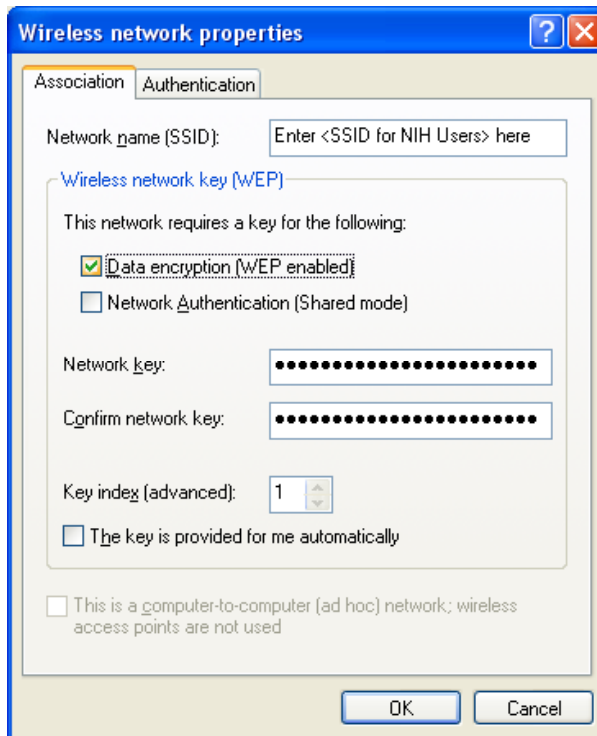 Wireless network properties
Association
Authentication
Network name (SSID):
Enter <SSID for NIH Users> here
Wireless network key (WEP)
This network requires a key for the following:
Data encryption (WEP enabled)
Network Authentication (Shared mode)
Network key:
●●●●●●●●●●●●●●●●●●●●●●●
Confirm network key:
●●●●●●●●●●●●●●●●●●●●●●●
Key index (advanced):
1
The key is provided for me automatically
This is a computer-to-computer (ad hoc) network; wireless
access points are not used
OK
Cancel